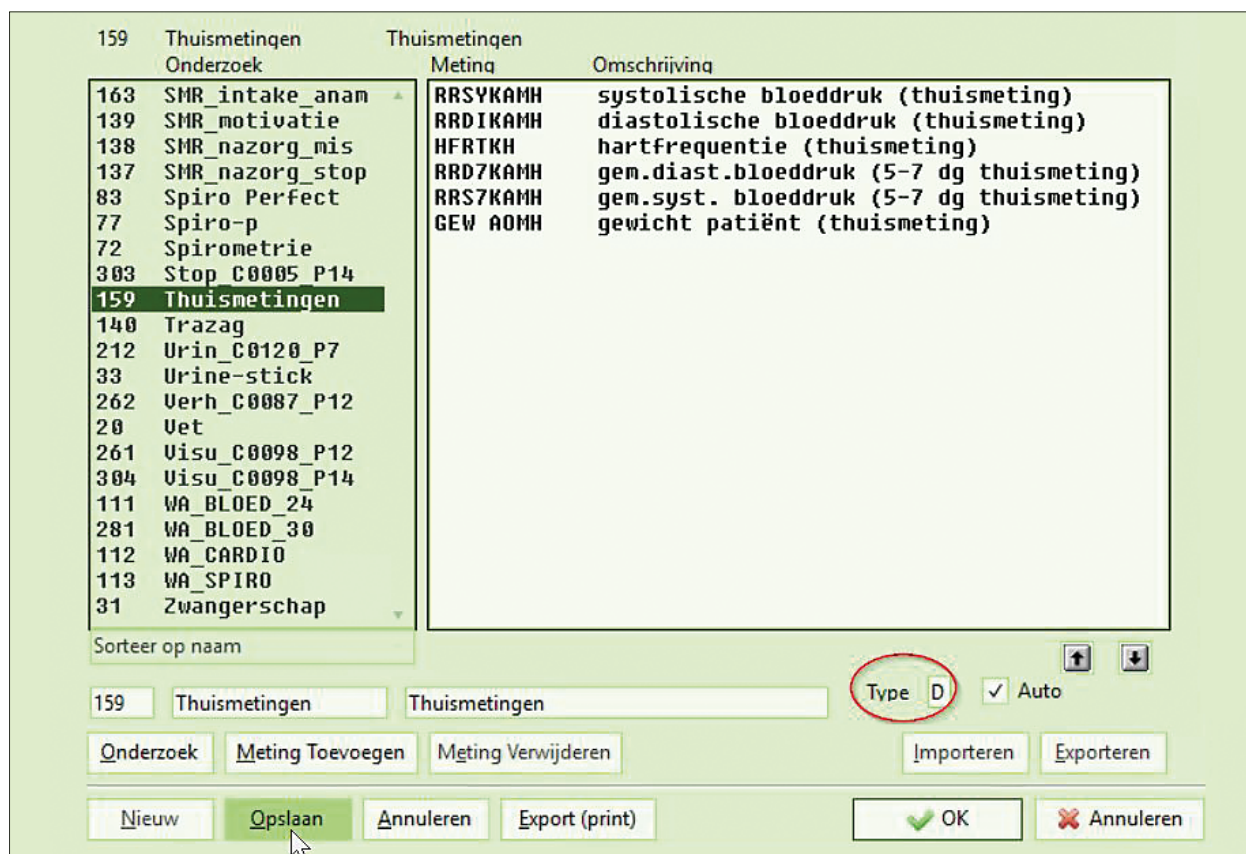 159 Thuismetingen Thuismetingen
Onderzoek Meting Omschrijving
163 SMR_intake_anam RRSYKAMH systolische bloeddruk (thuismeting)
139 SMR_motivatie RRDIKAMH diastolische bloeddruk (thuismeting)
138 SMR_nazorg_mis HFRTKH hartfrequentie (thuismeting)
137 SMR_nazorg_stop RRD7KAMH gem.diast.bloeddruk (5-7 dg thuismeting)
83 Spiro Perfect RRS7KAMH gem.syst. bloeddruk (5-7 dg thuismeting)
77 Spiro-p GEW AOMH gewicht patiënt (thuismeting)
72 Spirometrie
303 Stop_C0005_P14
159 Thuismetingen
140 Trazag
212 Urin_C0120_P7
33 Urine-stick
262 Verh_C0087_P12
20 Vet
261 Visu_C0098_P12
304 Visu_C0098_P14
111 WA_BLOED_24
281 WA_BLOED_30
112 WA_CARDIO
113 WA_SPIRO
31 Zwangerschap
Sorteer op naam
159 Thuismetingen Thuismetingen Type D ✓ Auto
Onderzoek Meting Toevoegen Meting Verwijderen Importeren Exporteren
Nieuw Opslaan Annuleren Export (print) OK Annuleren